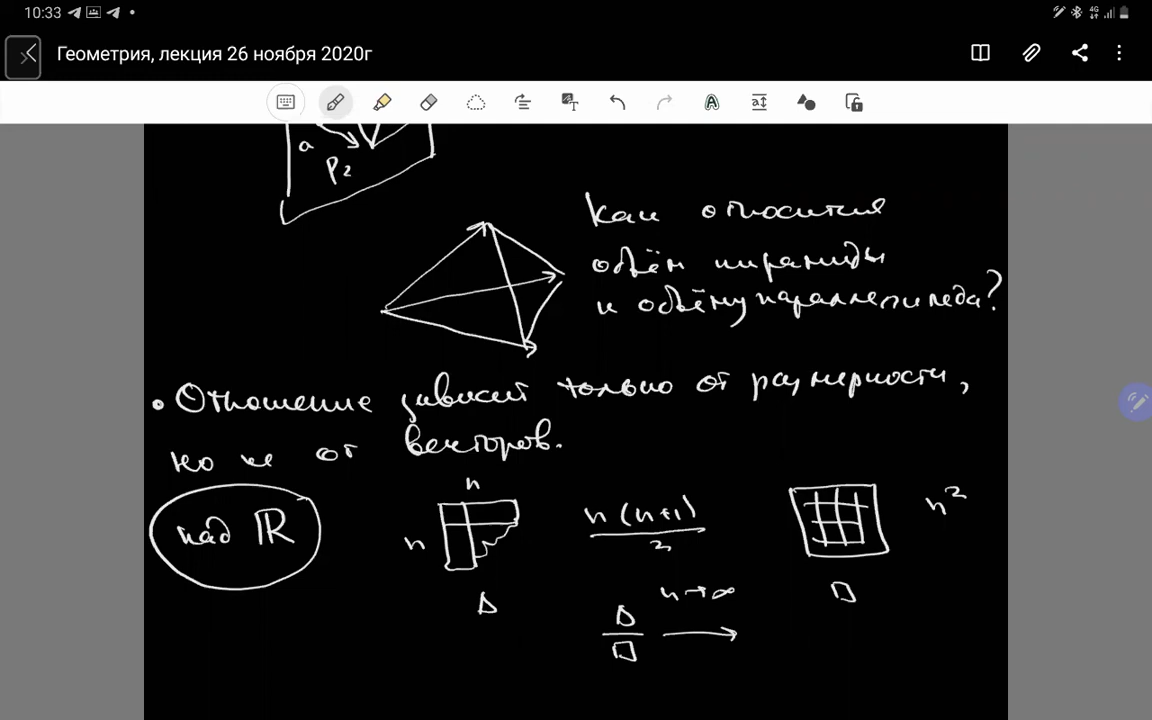 10:33
4G
Геометрия, лекция 26 ноября 2020г
a
P₂
Как относится
объём пирамиды
к объёму параллелепипеда?
• Отношение зависит только от размерности,
но не от векторов.
над ℝ
n
n
n(n+1)/2
n²
Δ
□
Δ/□ n→∞ →